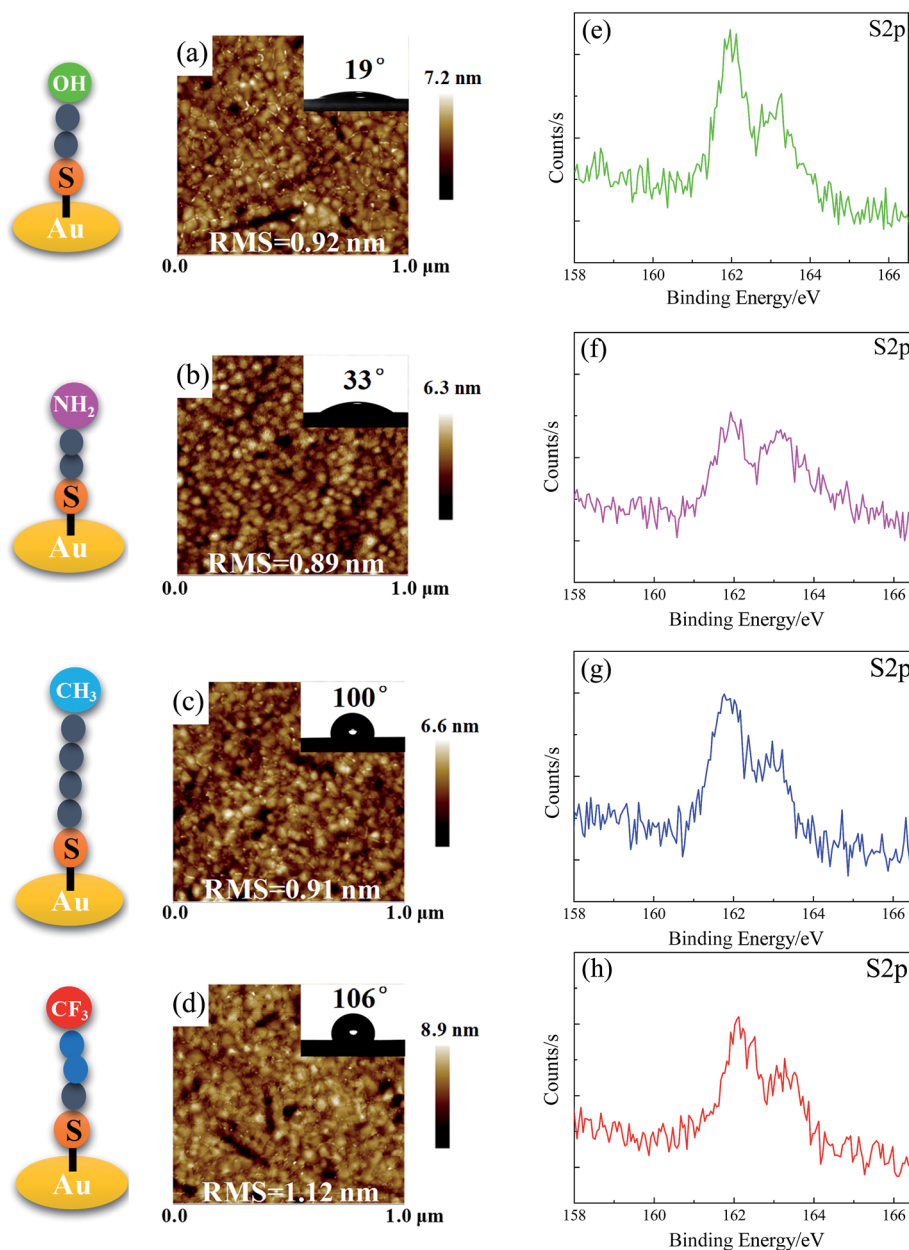 OH
S
Au
(a)
19°
7.2 nm
RMS=0.92 nm
0.0
1.0 µm
(e)
S2p
Counts/s
158
160
162
164
166
Binding Energy/eV
NH₂
S
Au
(b)
33°
6.3 nm
RMS=0.89 nm
0.0
1.0 µm
(f)
S2p
Counts/s
158
160
162
164
166
Binding Energy/eV
CH₃
S
Au
(c)
100°
6.6 nm
RMS=0.91 nm
0.0
1.0 µm
(g)
S2p
Counts/s
158
160
162
164
166
Binding Energy/eV
CF₃
S
Au
(d)
106°
8.9 nm
RMS=1.12 nm
0.0
1.0 µm
(h)
S2p
Counts/s
158
160
162
164
166
Binding Energy/eV